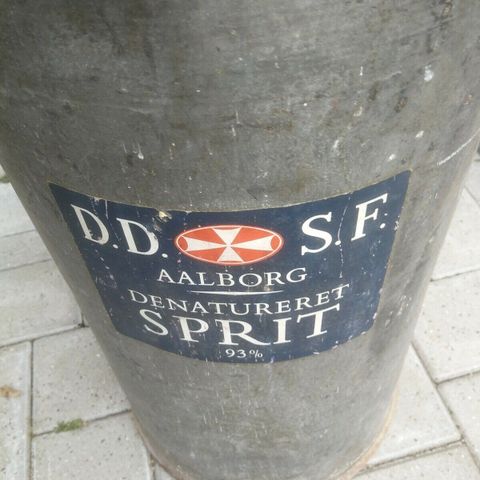 D.D. S.F.
AALBORG
DENATURERET
SPRIT
93%